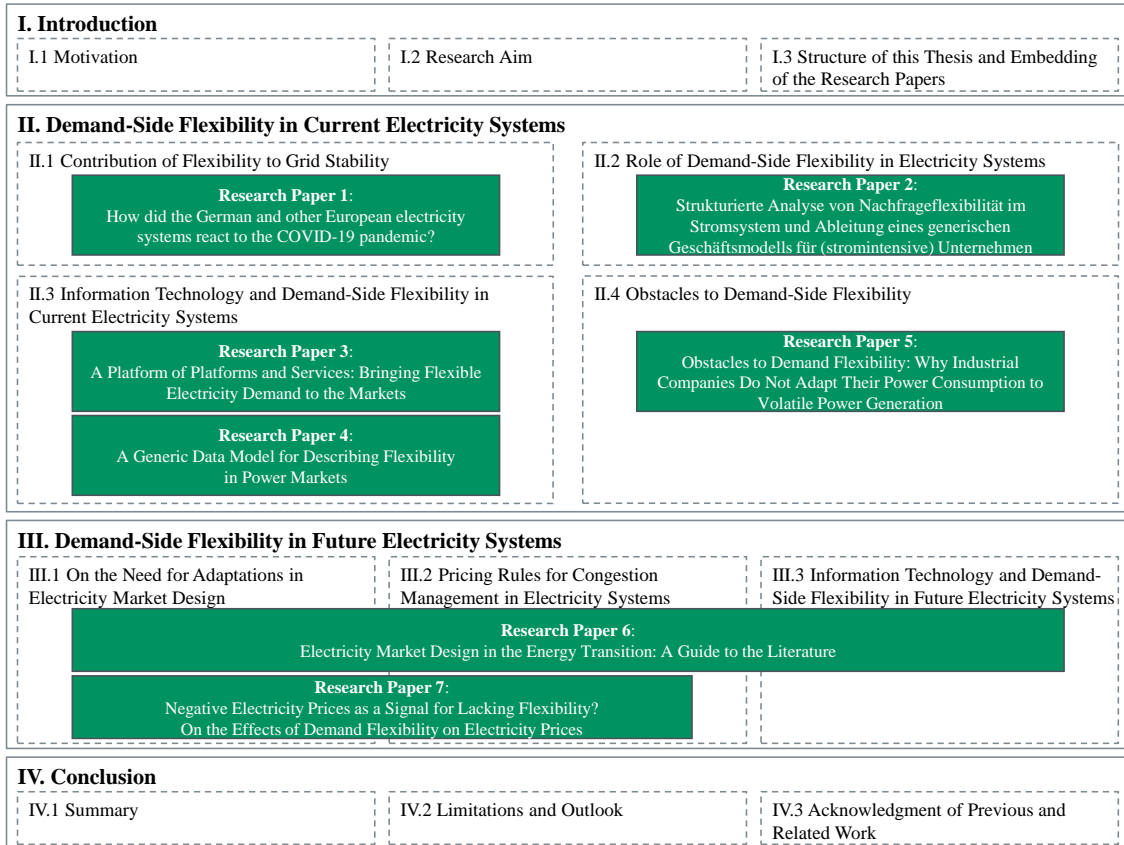 I. Introduction
I.1 Motivation
I.2 Research Aim
I.3 Structure of this Thesis and Embedding
of the Research Papers
II. Demand-Side Flexibility in Current Electricity Systems
II.1 Contribution of Flexibility to Grid Stability
Research Paper 1:
How did the German and other European electricity
systems react to the COVID-19 pandemic?
II.2 Role of Demand-Side Flexibility in Electricity Systems
Research Paper 2:
Strukturierte Analyse von Nachfrageflexibilität im
Stromsystem und Ableitung eines generischen
Geschäftsmodells für (stromintensive) Unternehmen
II.3 Information Technology and Demand-Side Flexibility in
Current Electricity Systems
Research Paper 3:
A Platform of Platforms and Services: Bringing Flexible
Electricity Demand to the Markets
Research Paper 4:
A Generic Data Model for Describing Flexibility
in Power Markets
II.4 Obstacles to Demand-Side Flexibility
Research Paper 5:
Obstacles to Demand Flexibility: Why Industrial
Companies Do Not Adapt Their Power Consumption to
Volatile Power Generation
III. Demand-Side Flexibility in Future Electricity Systems
III.1 On the Need for Adaptations in
Electricity Market Design
III.2 Pricing Rules for Congestion
Management in Electricity Systems
III.3 Information Technology and Demand-
Side Flexibility in Future Electricity Systems
Research Paper 6:
Electricity Market Design in the Energy Transition: A Guide to the Literature
Research Paper 7:
Negative Electricity Prices as a Signal for Lacking Flexibility?
On the Effects of Demand Flexibility on Electricity Prices
IV. Conclusion
IV.1 Summary
IV.2 Limitations and Outlook
IV.3 Acknowledgment of Previous and
Related Work